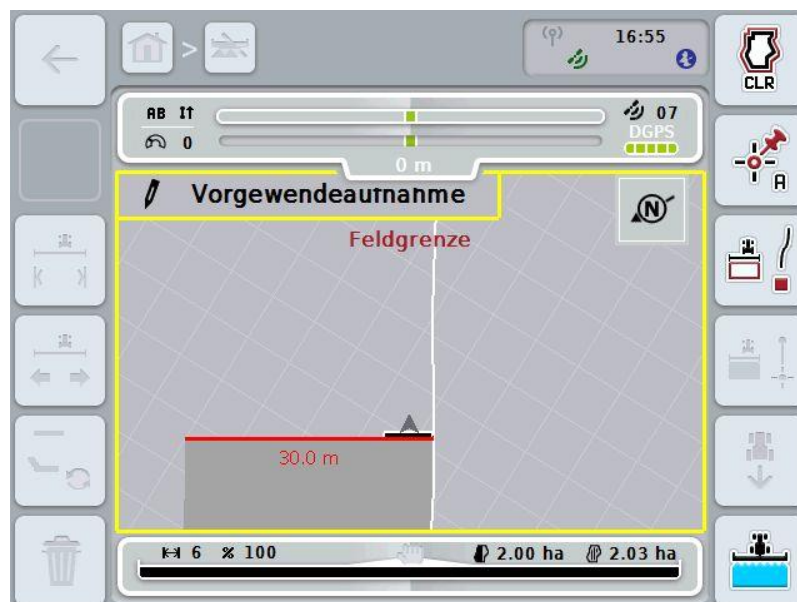 16:55
CLR
AB
07
0
DGPS
0 m
Vorgewendeaufnahme
N
A
Feldgrenze
30.0 m
6 % 100 2.00 ha 2.03 ha